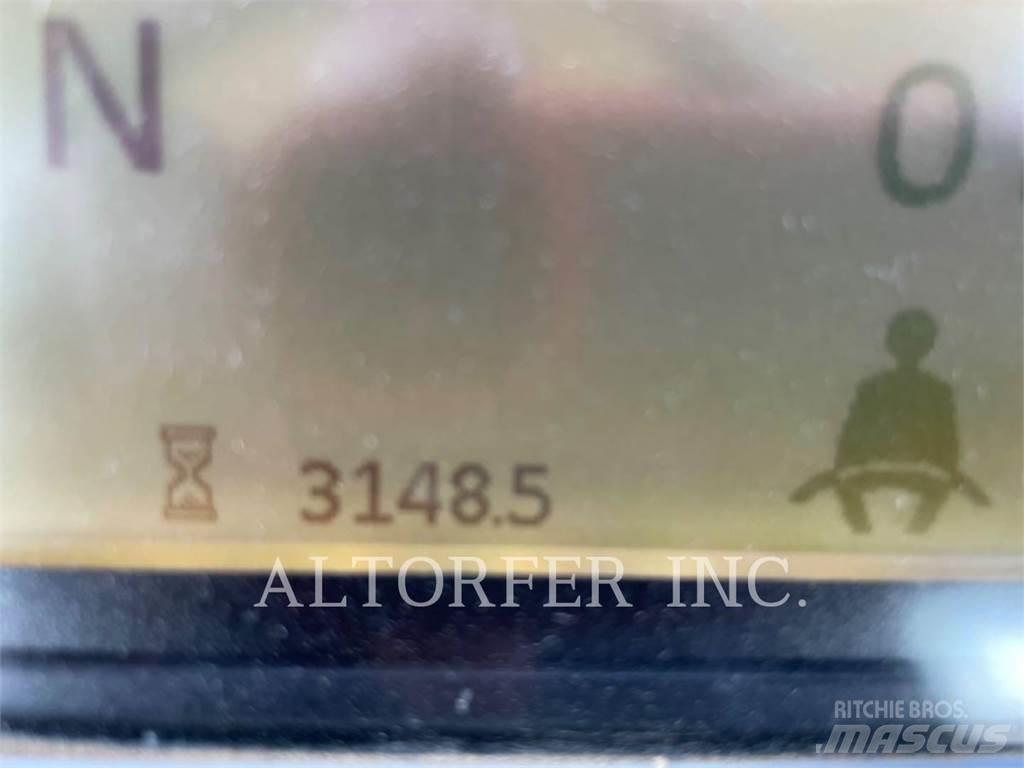 N 0
3148.5
ALTORFER INC.
RITCHIE BROS.
MASCUS